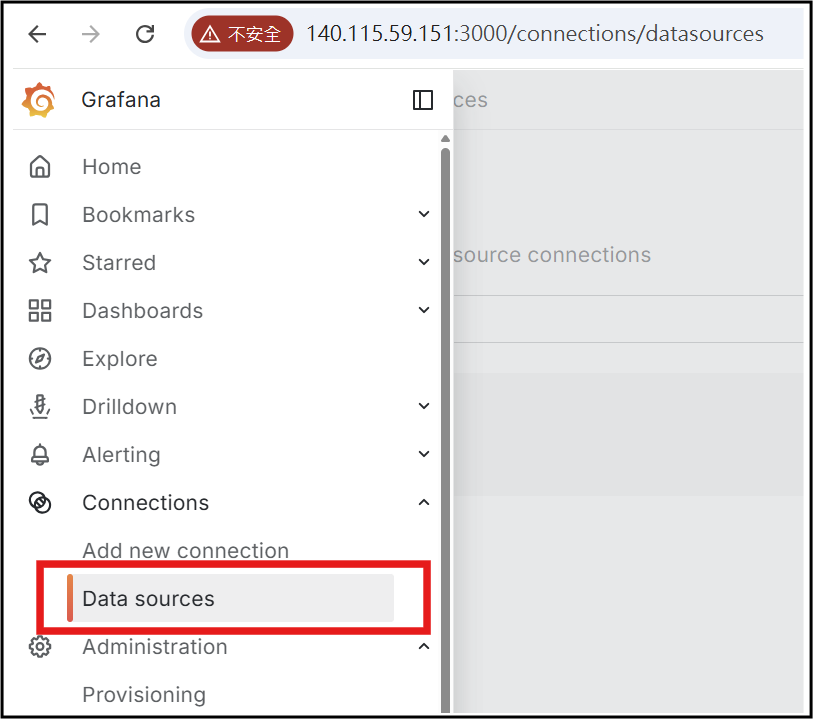 不安全 140.115.59.151:3000/connections/datasources
Grafana
ces
Home
Bookmarks
Starred
source connections
Dashboards
Explore
Drilldown
Alerting
Connections
Add new connection
Data sources
Administration
Provisioning